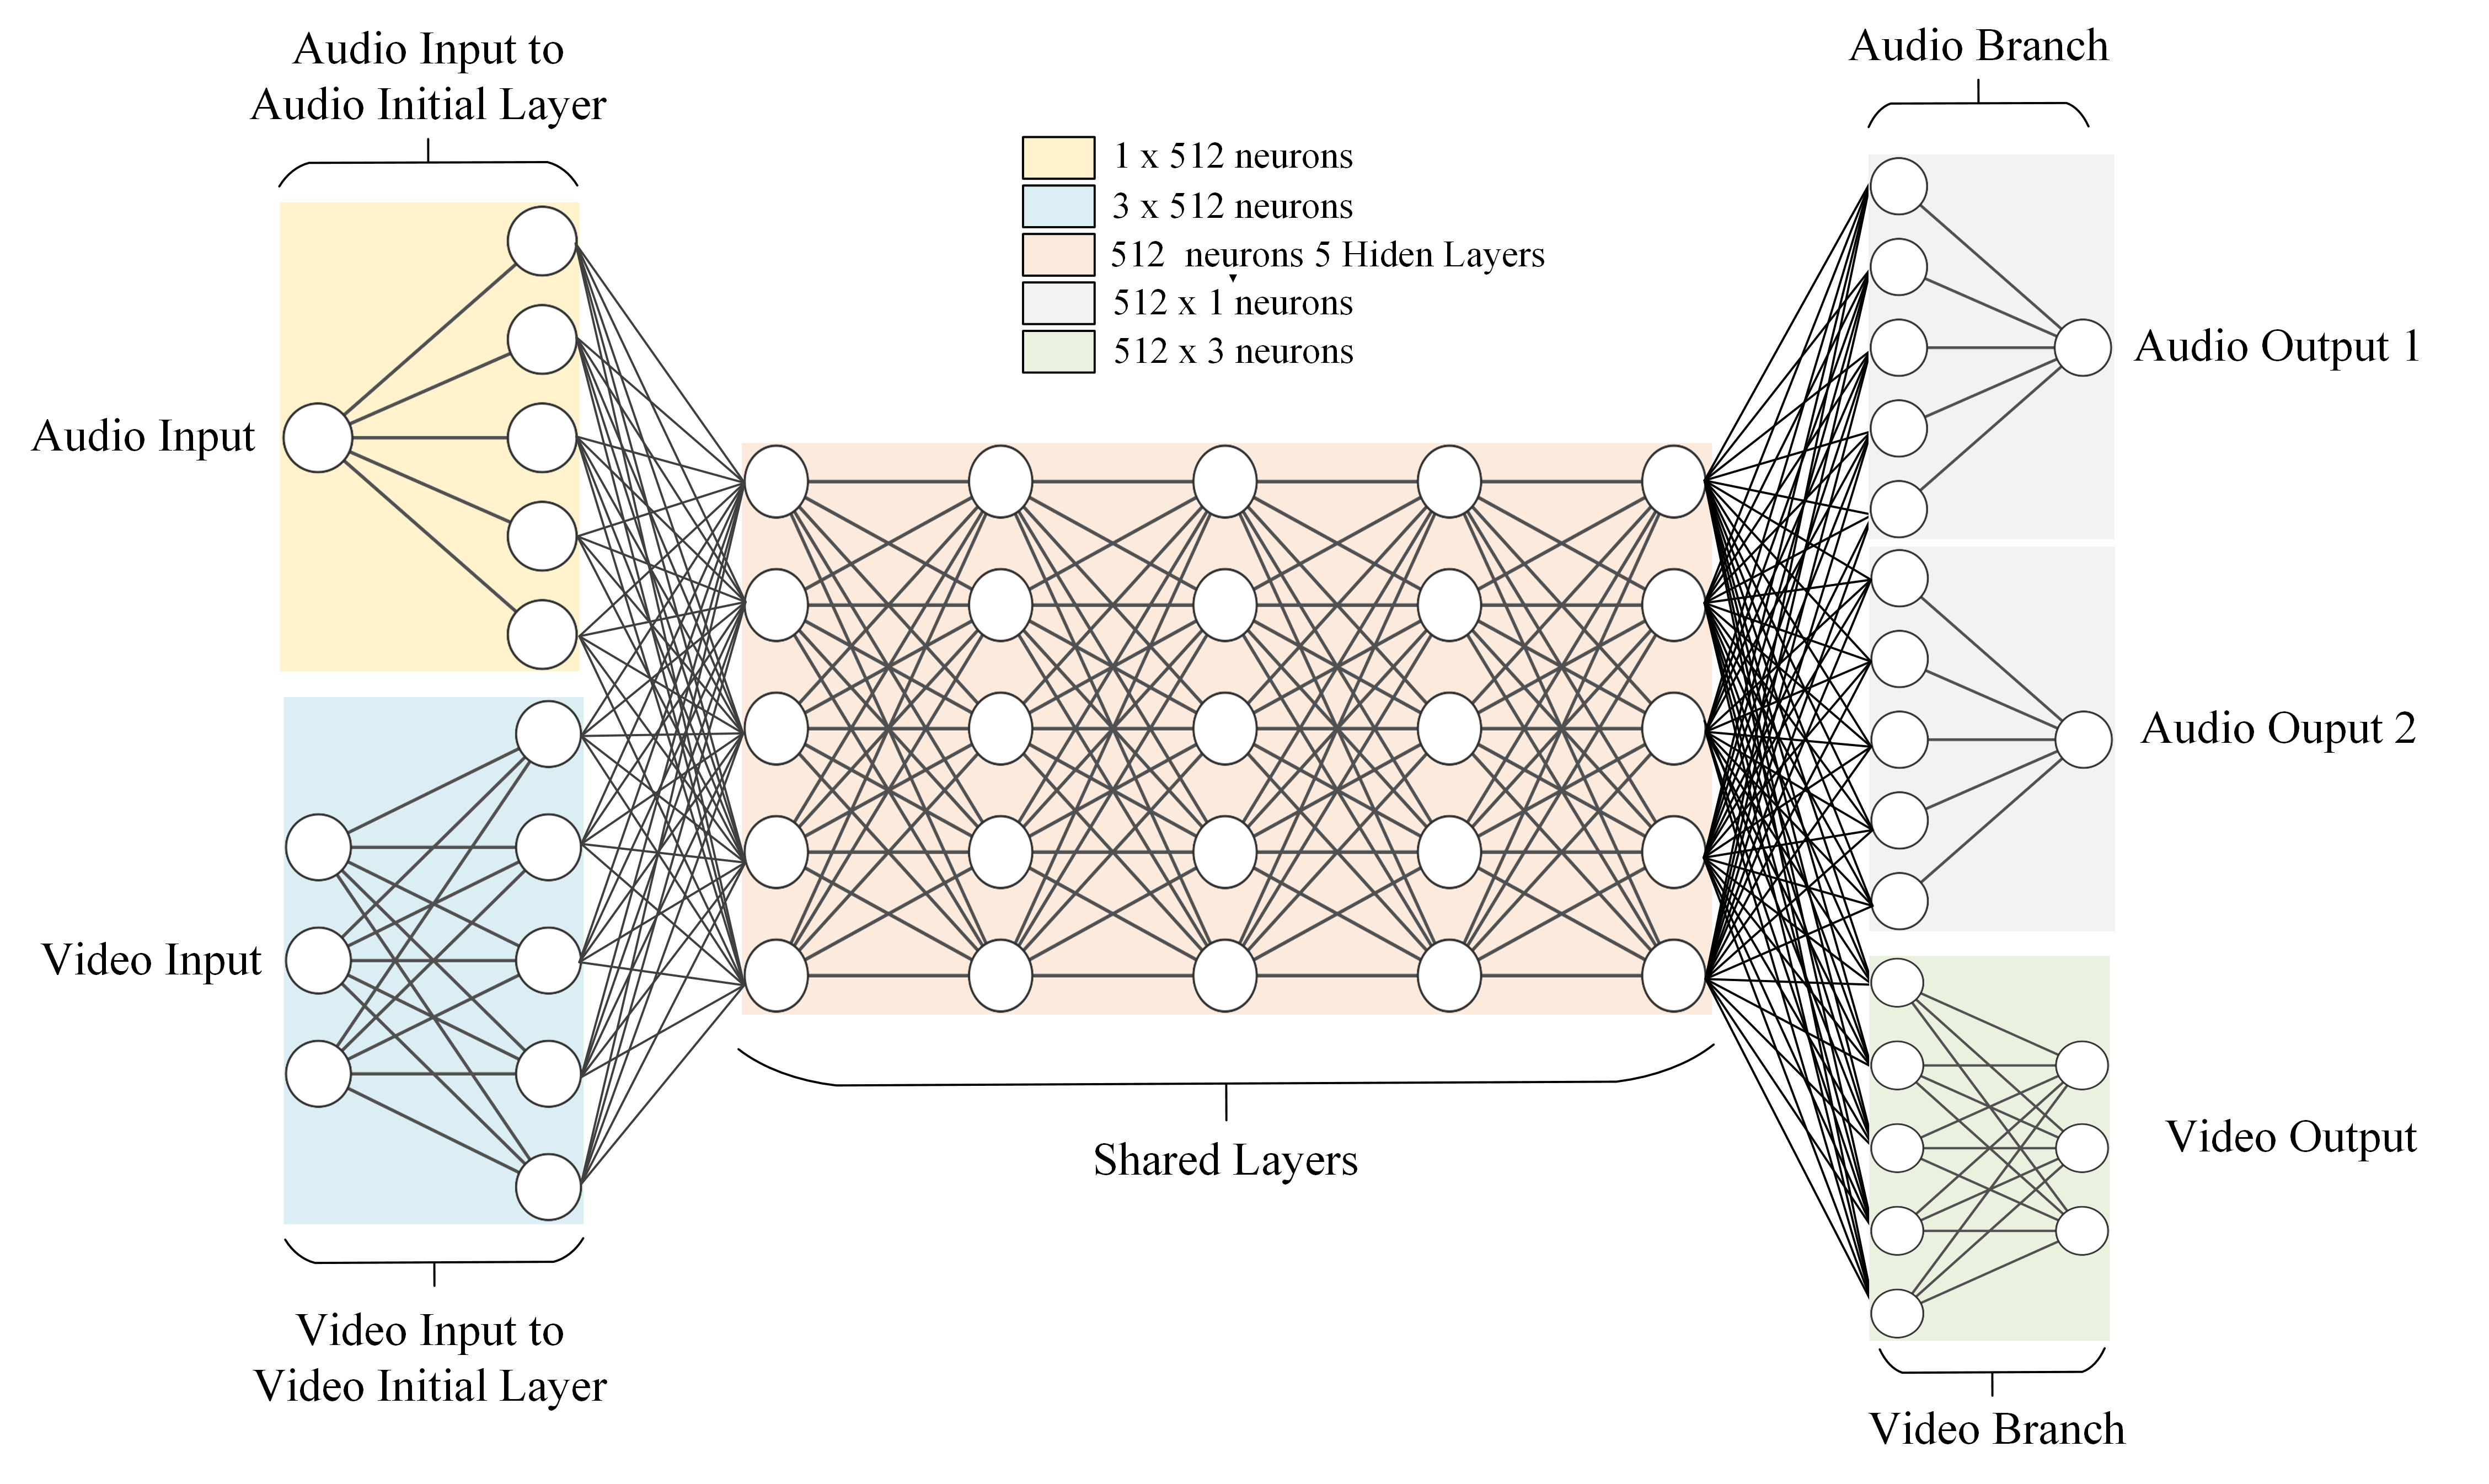 Audio Input to
Audio Initial Layer
Audio Branch
1 x 512 neurons
3 x 512 neurons
512  neurons 5 Hiden Layers
512 x 1 neurons
512 x 3 neurons
Audio Input
Audio Output 1
Audio Ouput 2
Video Input
Video Output
Shared Layers
Video Input to
Video Initial Layer
Video Branch